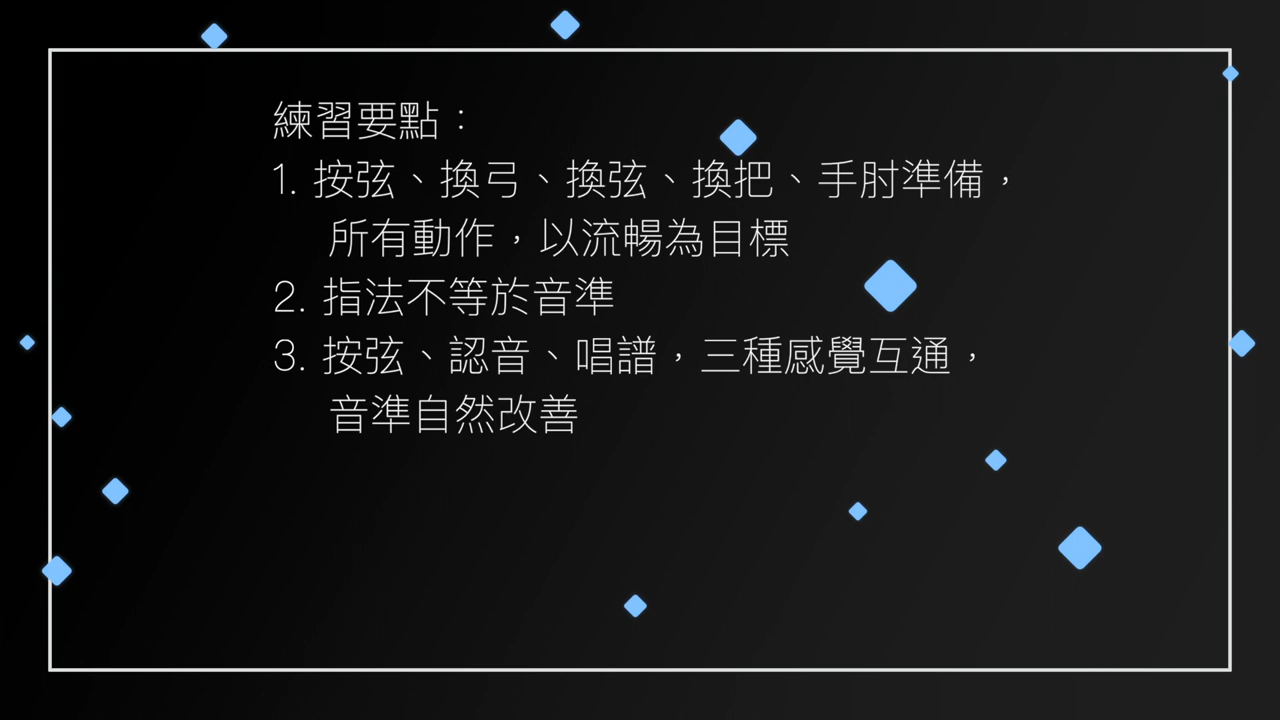 練習要點：
1. 按弦、換弓、換弦、換把、手肘準備，
所有動作，以流暢為目標
2. 指法不等於音準
3. 按弦、認音、唱譜，三種感覺互通，
音準自然改善